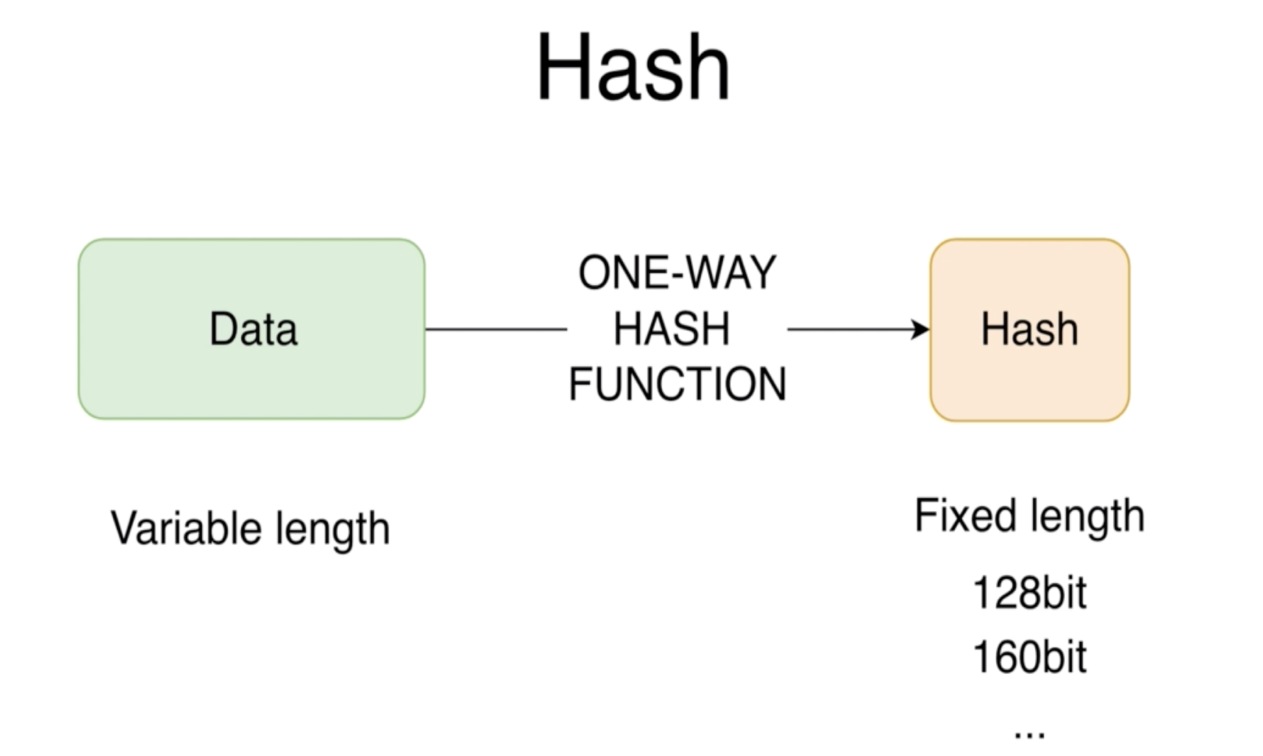 Hash
Data
ONE-WAY
HASH
FUNCTION
Hash
Variable length
Fixed length
128bit
160bit
...